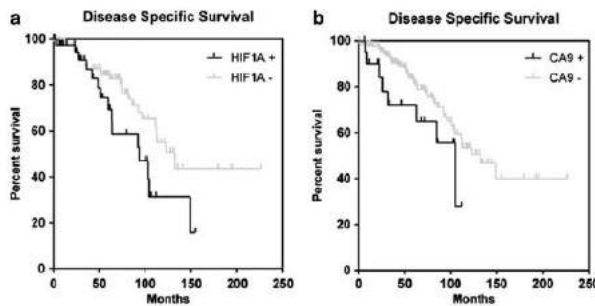 a
Disease Specific Survival
HIF1A +
HIF1A -
Percent survival
100
80
60
40
20
0
0
50
100
150
200
250
Months
b
Disease Specific Survival
CA9 +
CA9 -
Percent survival
100
80
60
40
20
0
0
50
100
150
200
250
Months